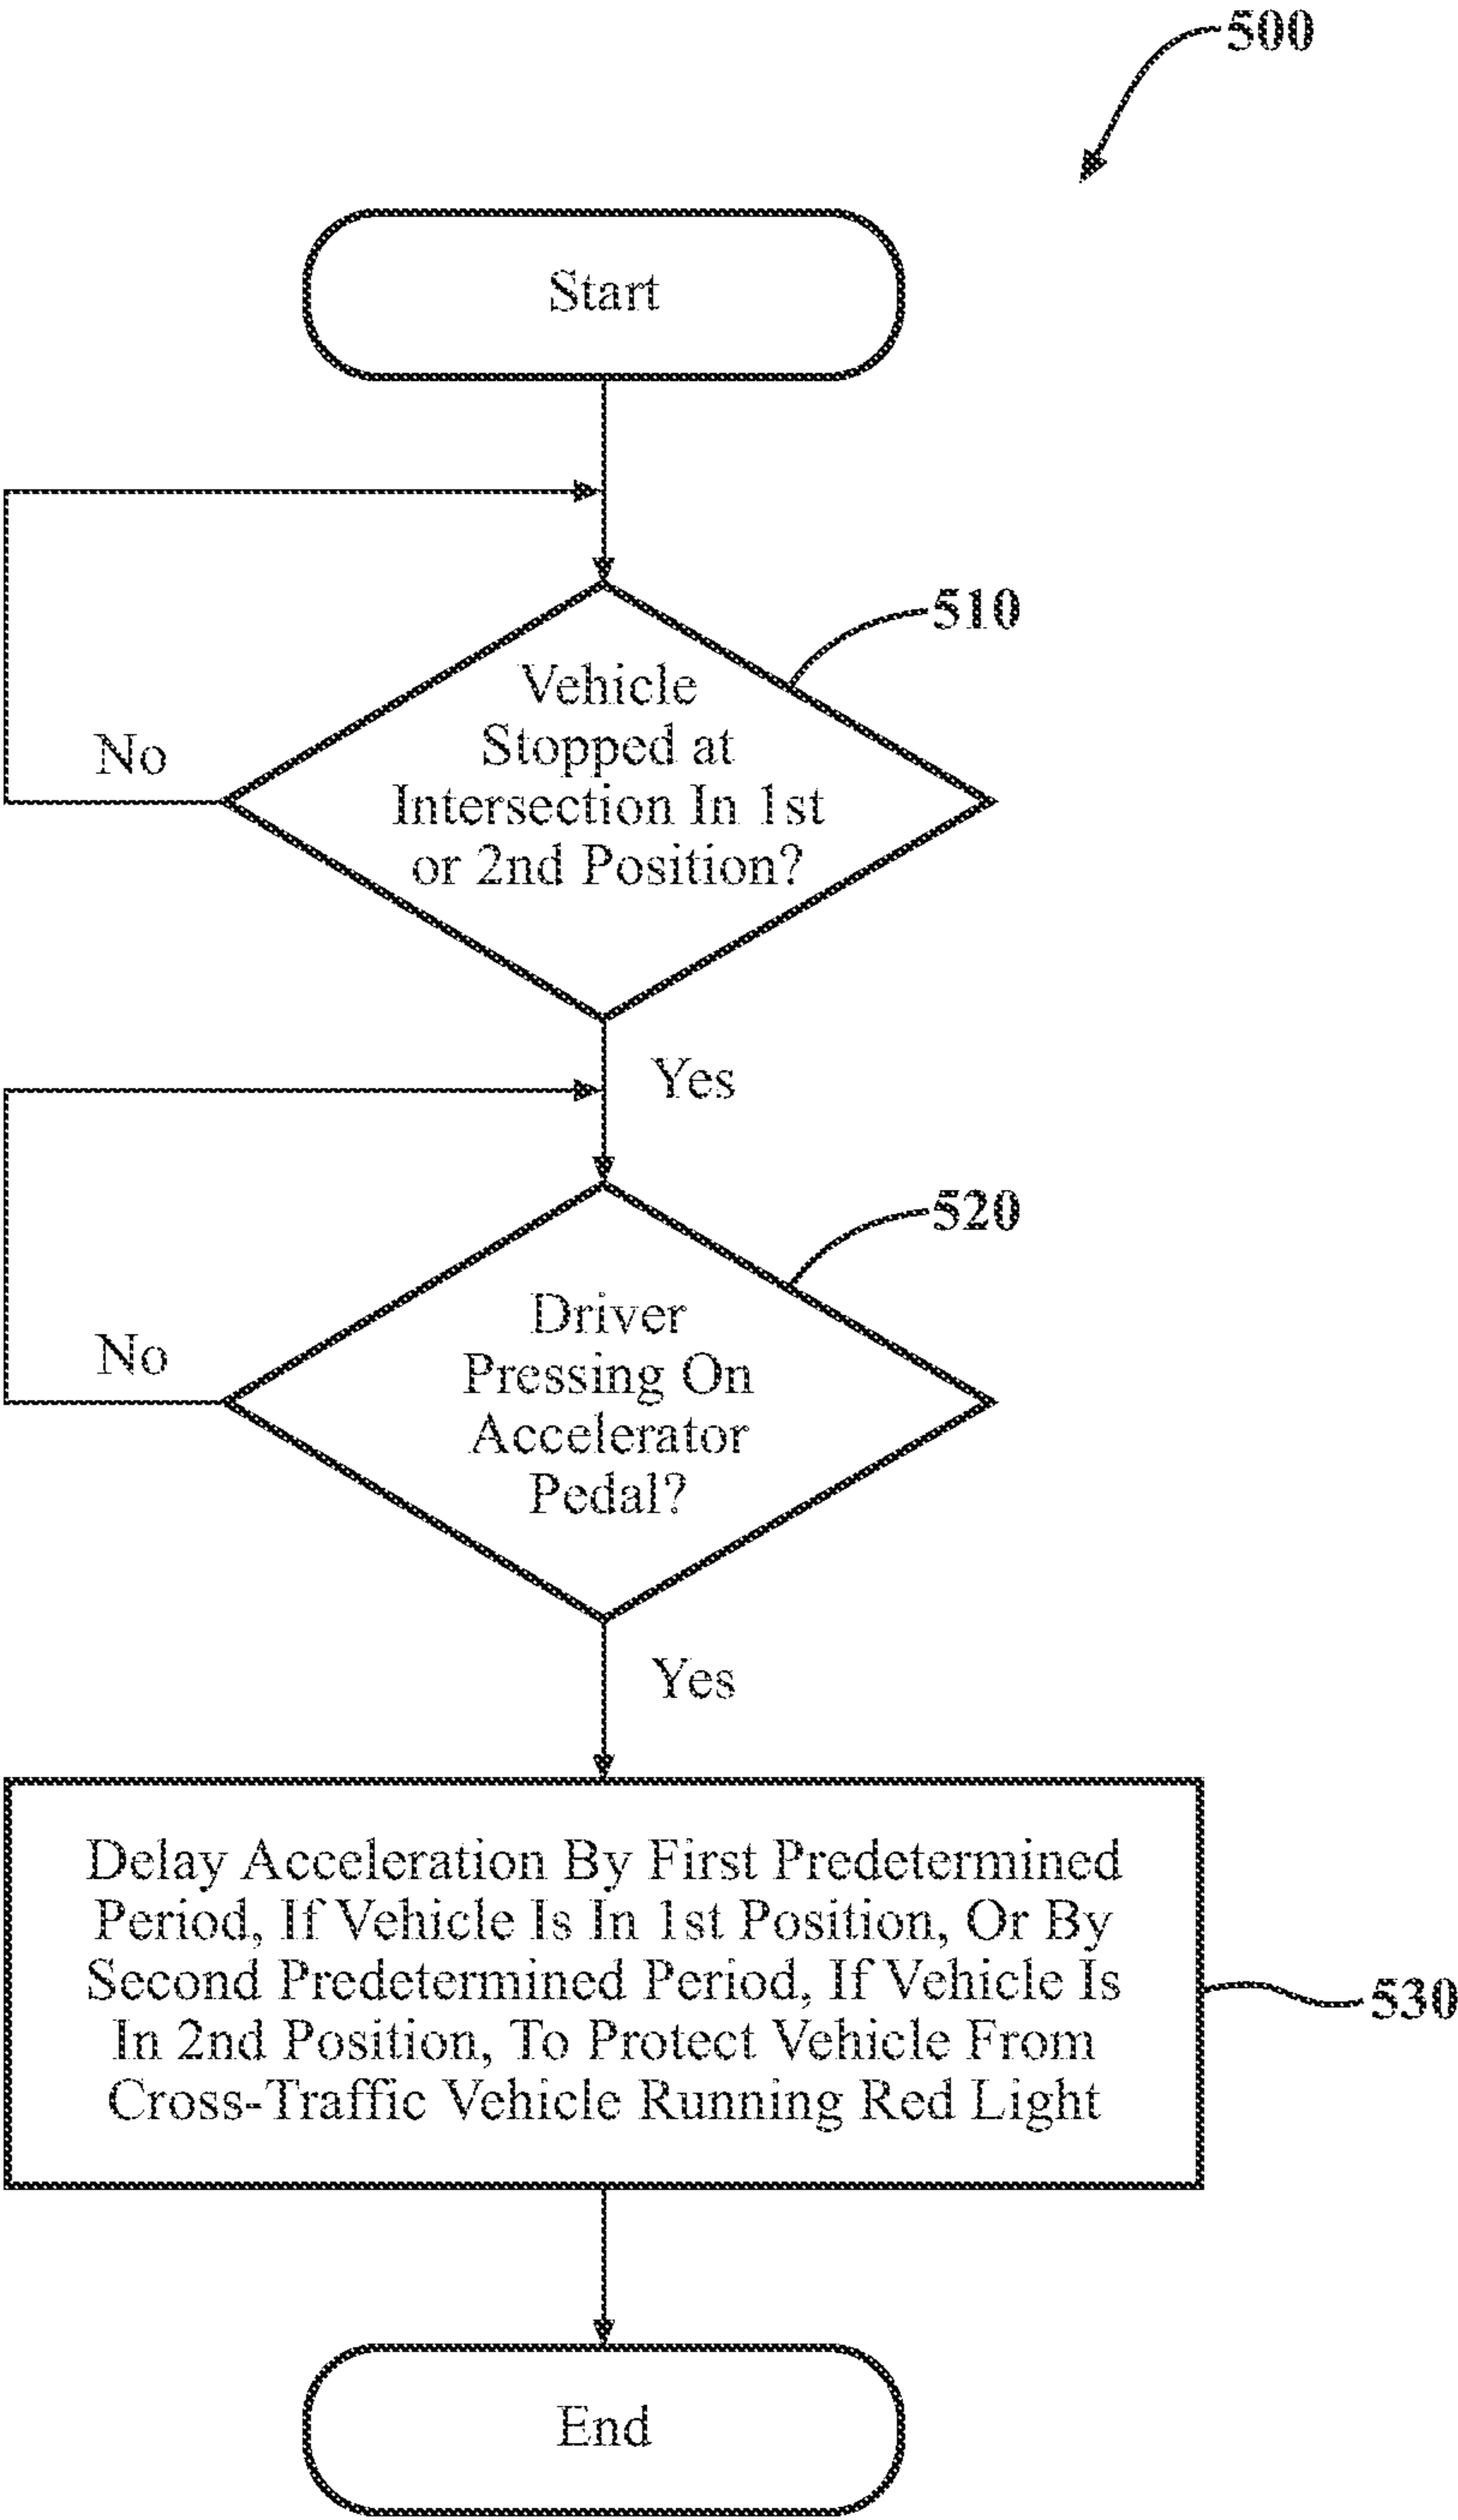 500
Start
510
Vehicle
Stopped at
Intersection In 1st
or 2nd Position?
No
Yes
520
Driver
Pressing On
Accelerator
Pedal?
No
Yes
Delay Acceleration By First Predetermined
Period, If Vehicle Is In 1st Position, Or By
Second Predetermined Period, If Vehicle Is
In 2nd Position, To Protect Vehicle From
Cross-Traffic Vehicle Running Red Light
530
End